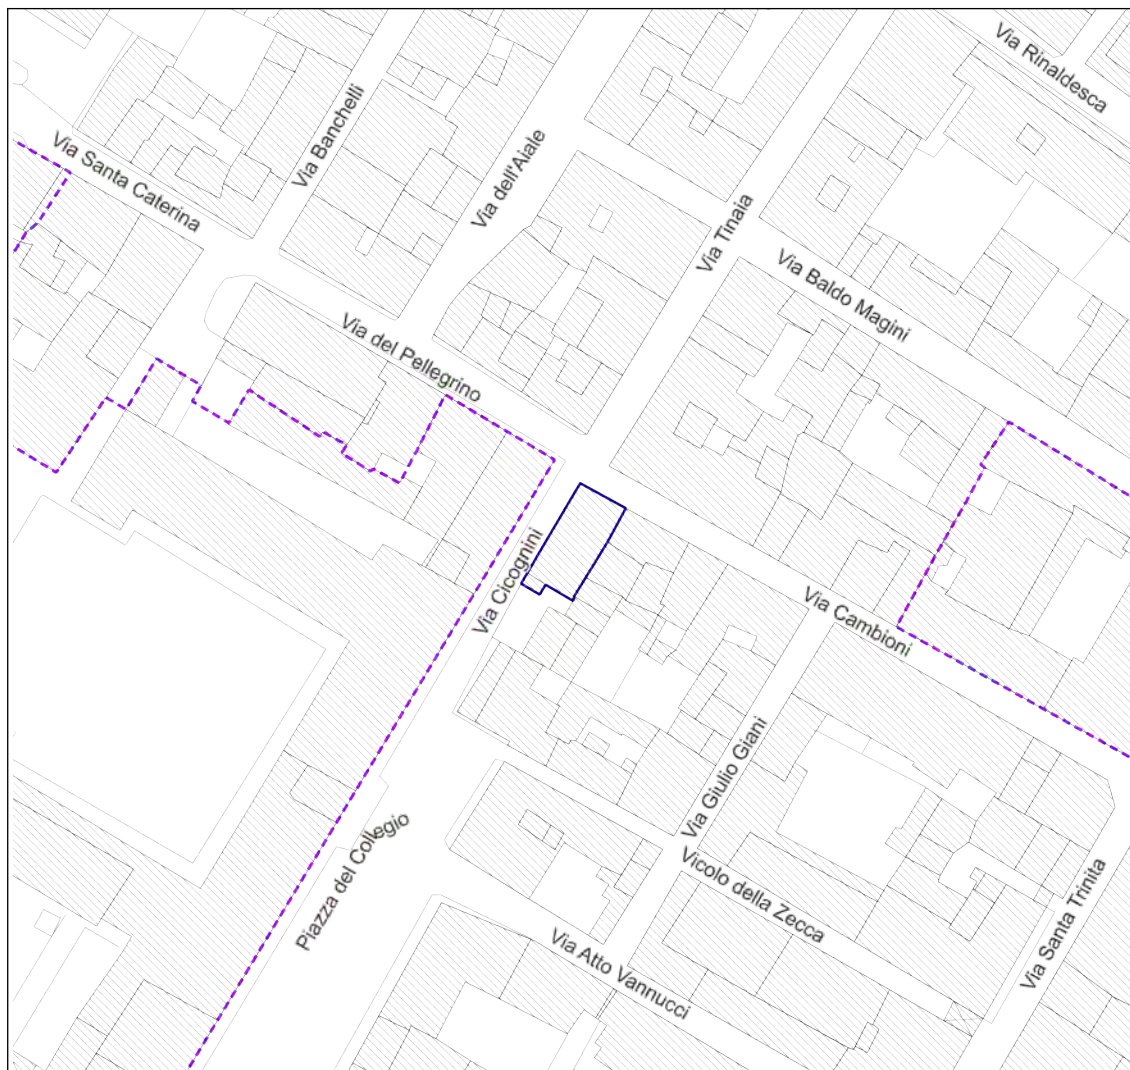 Via Rinaldesca
Via Banchelli
Via Santa Caterina
Via dell'Aiale
Via Tinaia
Via Baldo Magini
Via del Pellegrino
Via Cicognini
Via Cambioni
Via Giulio Giani
Piazza del Collegio
Vicolo della Zecca
Via Santa Trinita
Via Atto Vannucci